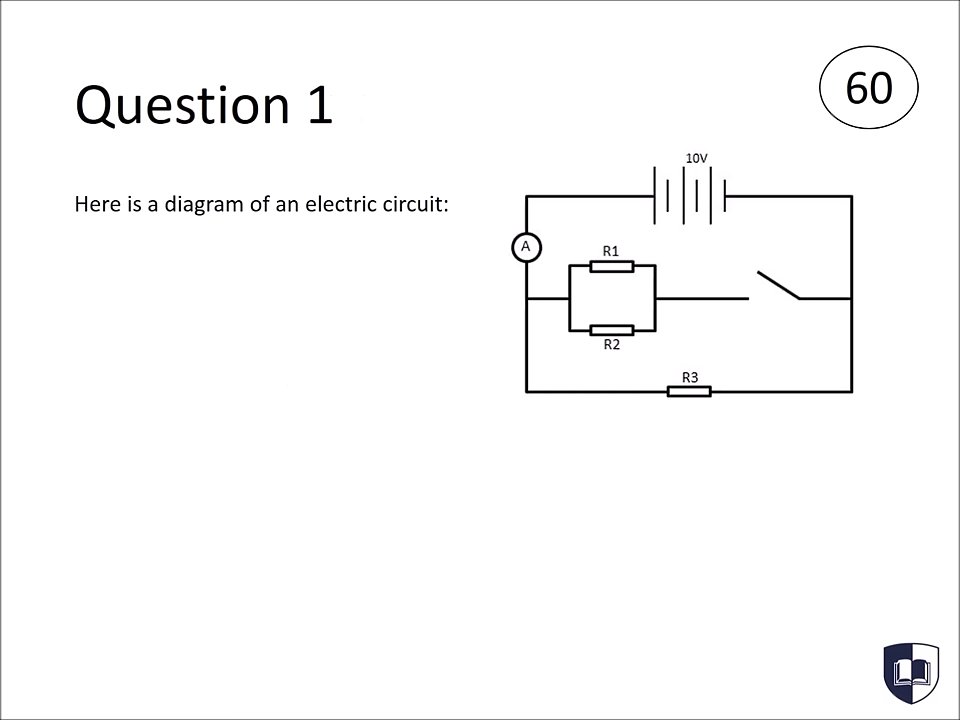 Question 1
60
Here is a diagram of an electric circuit:
10V
A
R1
R2
R3